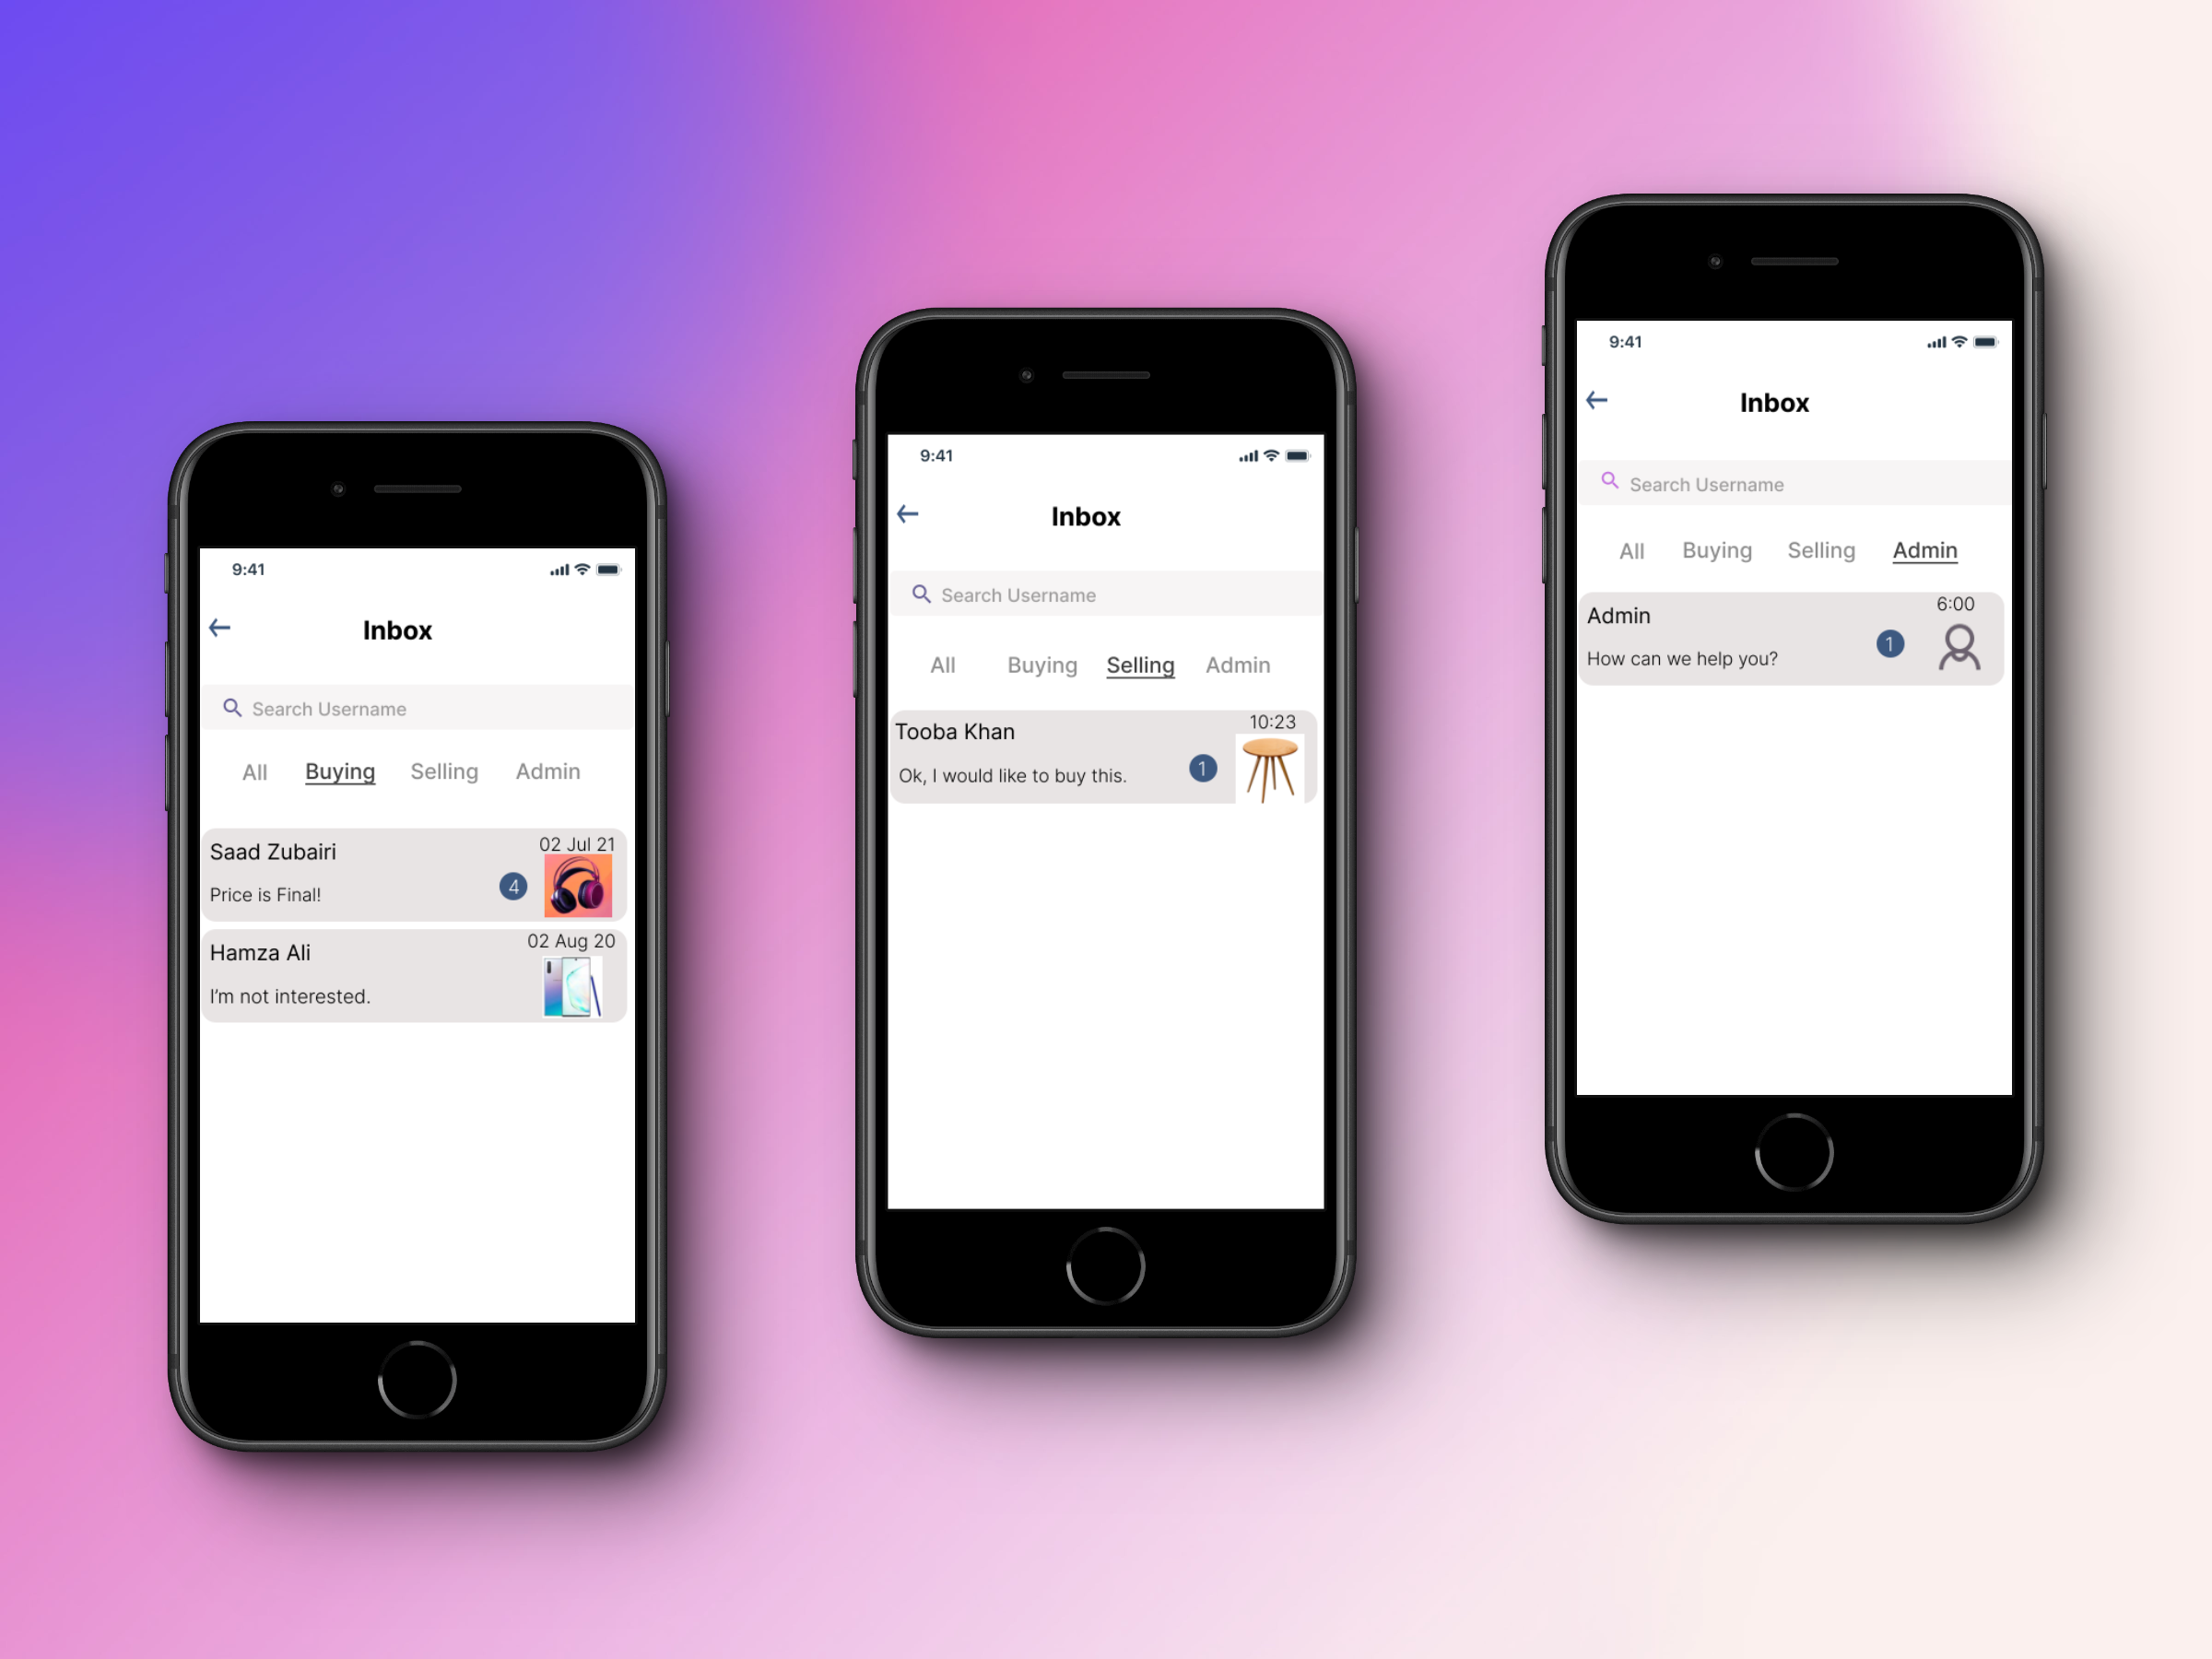 9:41
Inbox
Search Username
All Buying Selling Admin
Saad Zubairi 02 Jul 21
Price is Final! 4
Hamza Ali 02 Aug 20
I'm not interested.
9:41
Inbox
Search Username
All Buying Selling Admin
Tooba Khan 10:23
Ok, I would like to buy this. 1
9:41
Inbox
Search Username
All Buying Selling Admin
Admin 6:00
How can we help you? 1